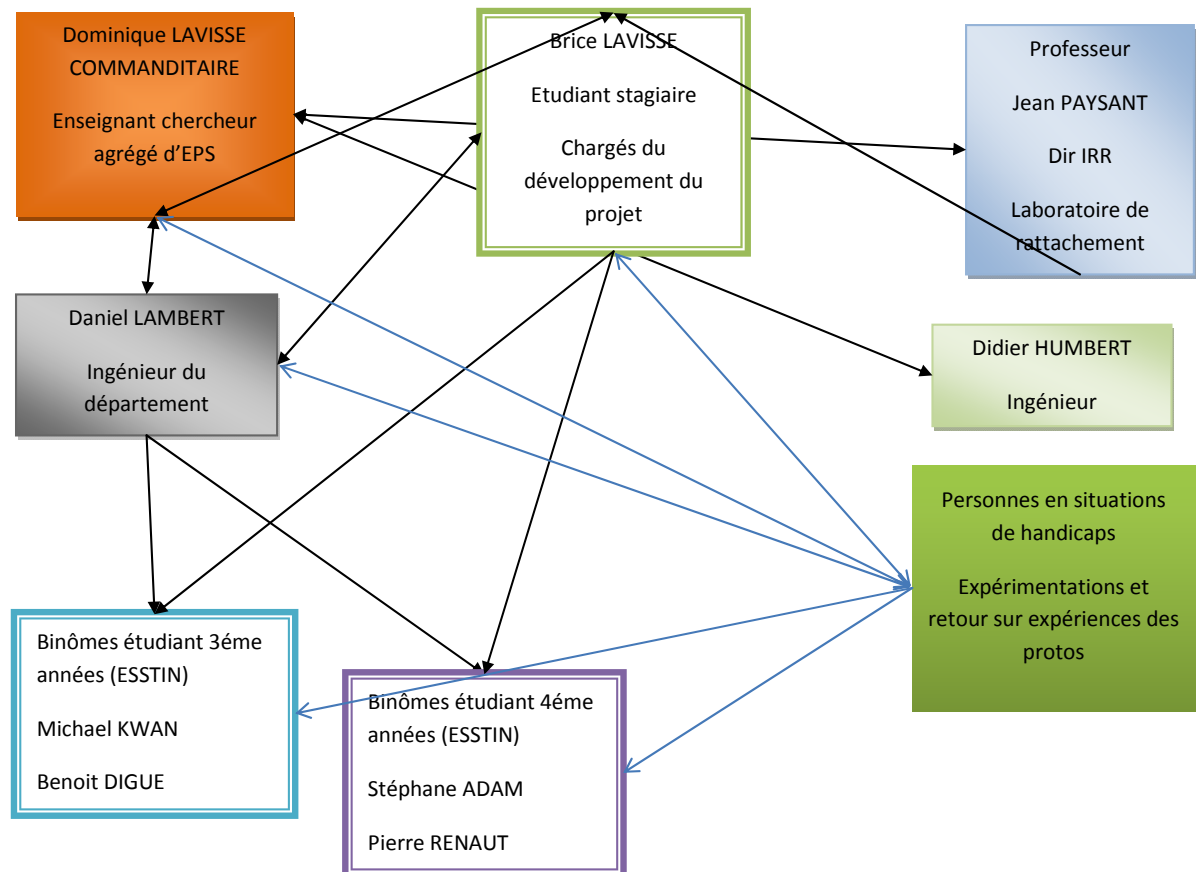 Dominique LAVISSE
COMMANDITAIRE
Enseignant chercheur
agrégé d’EPS
Brice LAVISSE
Etudiant stagiaire
Chargés du
développement du
projet
Professeur
Jean PAYSANT
Dir IRR
Laboratoire de
rattachement
Daniel LAMBERT
Ingénieur du
département
Didier HUMBERT
Ingénieur
Personnes en situations
de handicaps
Expérimentations et
retour sur expériences des
protos
Binômes étudiant 3éme
années (ESSTIN)
Michael KWAN
Benoit DIGUE
Binômes étudiant 4éme
années (ESSTIN)
Stéphane ADAM
Pierre RENAUT